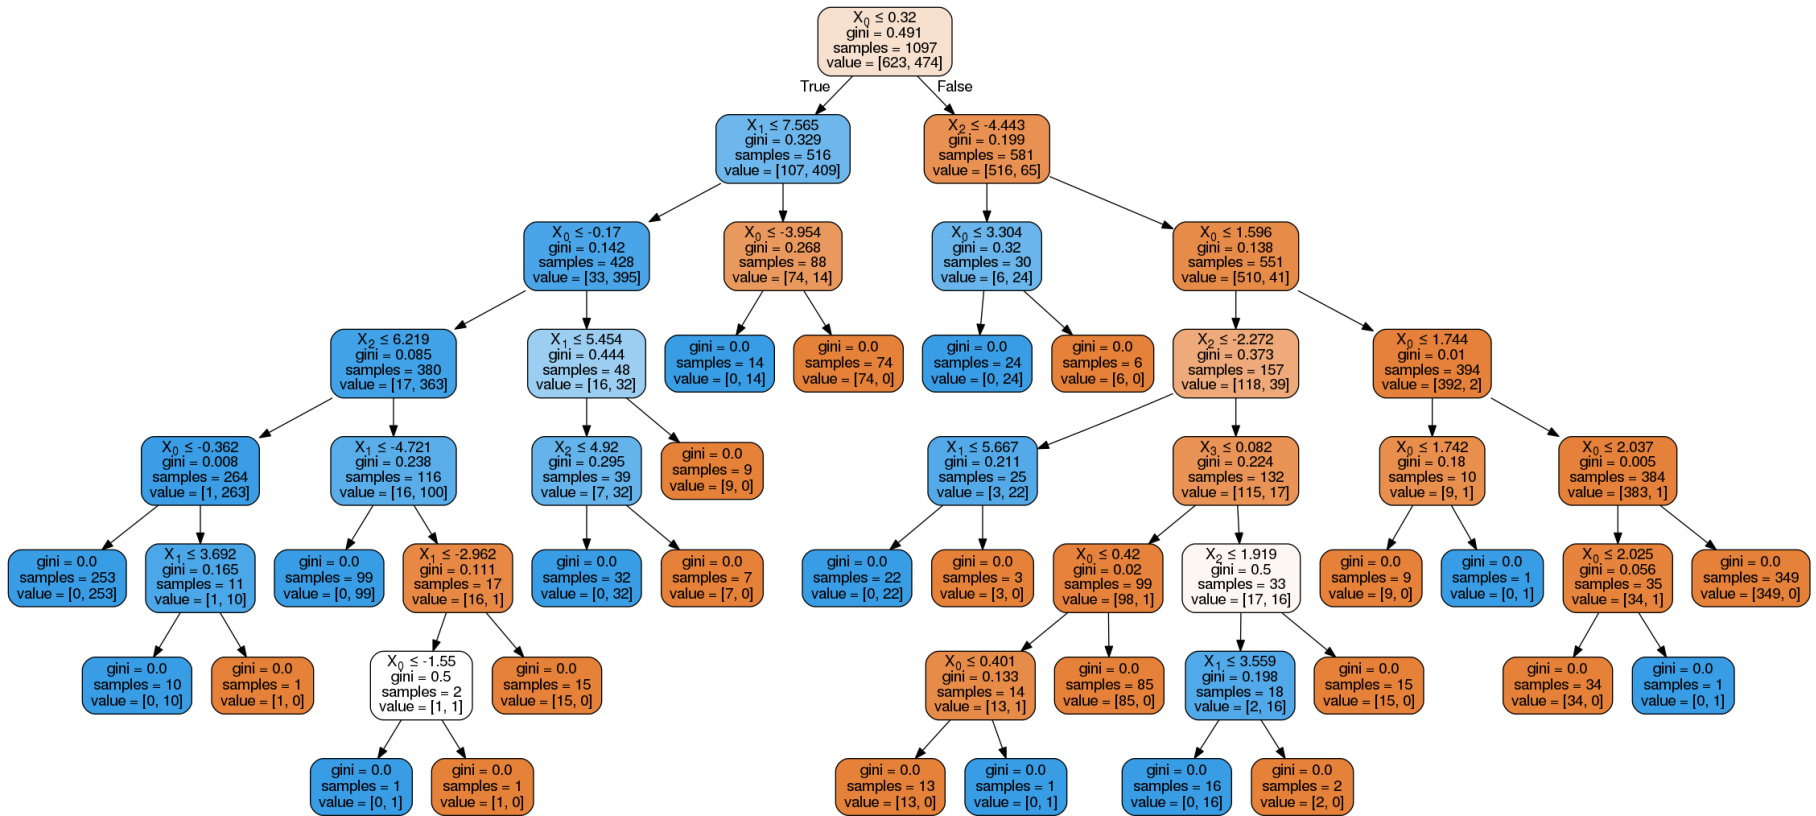 X₀ ≤ 0.32
gini = 0.491
samples = 1097
value = [623, 474]
True
False
X₁ ≤ 7.565
gini = 0.329
samples = 516
value = [107, 409]
X₂ ≤ -4.443
gini = 0.199
samples = 581
value = [516, 65]
X₀ ≤ -0.17
gini = 0.142
samples = 428
value = [33, 395]
X₀ ≤ -3.954
gini = 0.268
samples = 88
value = [74, 14]
X₀ ≤ 3.304
gini = 0.32
samples = 30
value = [6, 24]
X₀ ≤ 1.596
gini = 0.138
samples = 551
value = [510, 41]
X₂ ≤ 6.219
gini = 0.085
samples = 380
value = [17, 363]
X₁ ≤ 5.454
gini = 0.444
samples = 48
value = [16, 32]
gini = 0.0
samples = 14
value = [0, 14]
gini = 0.0
samples = 74
value = [74, 0]
gini = 0.0
samples = 24
value = [0, 24]
gini = 0.0
samples = 6
value = [6, 0]
X₂ ≤ -2.272
gini = 0.373
samples = 157
value = [118, 39]
X₀ ≤ 1.744
gini = 0.01
samples = 394
value = [392, 2]
X₀ ≤ -0.362
gini = 0.008
samples = 264
value = [1, 263]
X₁ ≤ -4.721
gini = 0.238
samples = 116
value = [16, 100]
X₂ ≤ 4.92
gini = 0.295
samples = 39
value = [7, 32]
gini = 0.0
samples = 9
value = [9, 0]
X₁ ≤ 5.667
gini = 0.211
samples = 25
value = [3, 22]
X₃ ≤ 0.082
gini = 0.224
samples = 132
value = [115, 17]
X₀ ≤ 1.742
gini = 0.18
samples = 10
value = [9, 1]
X₀ ≤ 2.037
gini = 0.005
samples = 384
value = [383, 1]
gini = 0.0
samples = 253
value = [0, 253]
X₁ ≤ 3.692
gini = 0.165
samples = 11
value = [1, 10]
gini = 0.0
samples = 99
value = [0, 99]
X₁ ≤ -2.962
gini = 0.111
samples = 17
value = [16, 1]
gini = 0.0
samples = 32
value = [0, 32]
gini = 0.0
samples = 7
value = [7, 0]
gini = 0.0
samples = 22
value = [0, 22]
gini = 0.0
samples = 3
value = [3, 0]
X₀ ≤ 0.42
gini = 0.02
samples = 99
value = [98, 1]
X₂ ≤ 1.919
gini = 0.5
samples = 33
value = [17, 16]
gini = 0.0
samples = 9
value = [9, 0]
gini = 0.0
samples = 1
value = [0, 1]
X₀ ≤ 2.025
gini = 0.056
samples = 35
value = [34, 1]
gini = 0.0
samples = 349
value = [349, 0]
gini = 0.0
samples = 10
value = [0, 10]
gini = 0.0
samples = 1
value = [1, 0]
X₀ ≤ -1.55
gini = 0.5
samples = 2
value = [1, 1]
gini = 0.0
samples = 15
value = [15, 0]
X₀ ≤ 0.401
gini = 0.133
samples = 14
value = [13, 1]
gini = 0.0
samples = 85
value = [85, 0]
X₁ ≤ 3.559
gini = 0.198
samples = 18
value = [2, 16]
gini = 0.0
samples = 15
value = [15, 0]
gini = 0.0
samples = 34
value = [34, 0]
gini = 0.0
samples = 1
value = [0, 1]
gini = 0.0
samples = 1
value = [0, 1]
gini = 0.0
samples = 1
value = [1, 0]
gini = 0.0
samples = 13
value = [13, 0]
gini = 0.0
samples = 1
value = [0, 1]
gini = 0.0
samples = 16
value = [0, 16]
gini = 0.0
samples = 2
value = [2, 0]